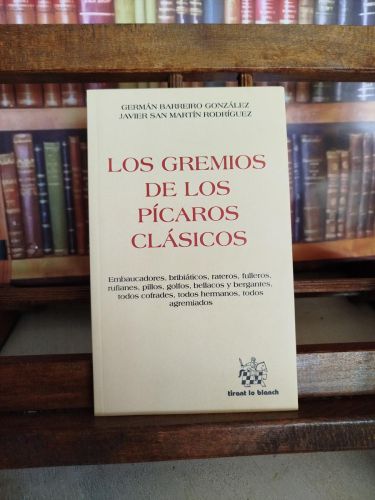 GERMÁN BARREIRO GONZÁLEZ
JAVIER SAN MARTÍN RODRÍGUEZ
LOS GREMIOS
DE LOS
PÍCAROS
CLÁSICOS
Embaucadores, bribiáticos, rateros, fulleros,
rufianes, pillos, golfos, bellacos y bergantes,
todos cofrades, todos hermanos, todos
agremiados
tirant lo blanch